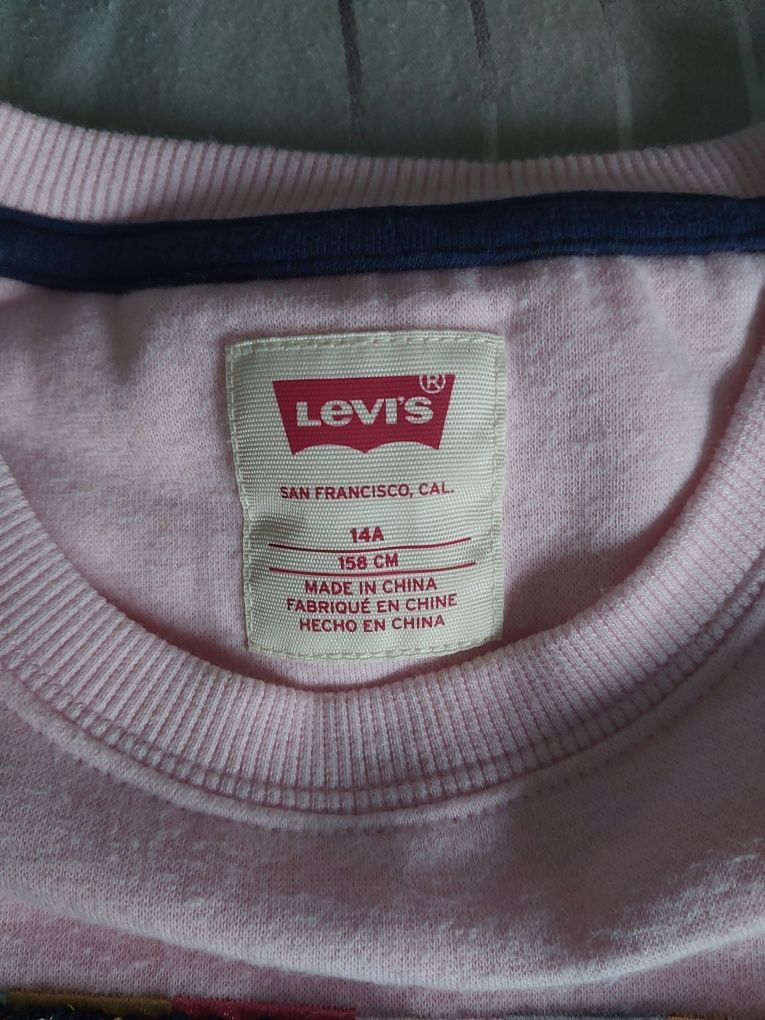 LEVI'S ®
SAN FRANCISCO, CAL.
14A
158 CM
MADE IN CHINA
FABRIQUÉ EN CHINE
HECHO EN CHINA